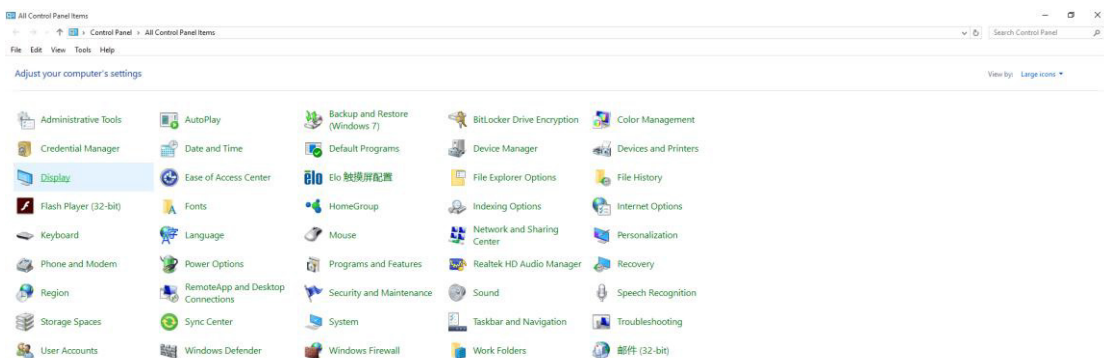 All Control Panel Items
Control Panel › All Control Panel Items
Search Control Panel
File Edit View Tools Help
Adjust your computer's settings
View by: Large icons
Administrative Tools
AutoPlay
Backup and Restore
(Windows 7)
BitLocker Drive Encryption
Color Management
Credential Manager
Date and Time
Default Programs
Device Manager
Devices and Printers
Display
Ease of Access Center
elo
Elo 触摸屏配置
File Explorer Options
File History
Flash Player (32-bit)
Fonts
HomeGroup
Indexing Options
Internet Options
Keyboard
Language
Mouse
Network and Sharing
Center
Personalization
Phone and Modem
Power Options
Programs and Features
Realtek HD Audio Manager
Recovery
Region
RemoteApp and Desktop
Connections
Security and Maintenance
Sound
Speech Recognition
Storage Spaces
Sync Center
System
Taskbar and Navigation
Troubleshooting
User Accounts
Windows Defender
Windows Firewall
Work Folders
邮件 (32-bit)